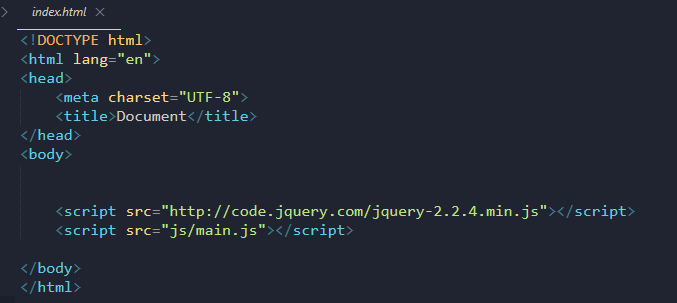 index.html
<!DOCTYPE html>
<html lang="en">
<head>
    <meta charset="UTF-8">
    <title>Document</title>
</head>
<body>
    <script src="http://code.jquery.com/jquery-2.2.4.min.js"></script>
    <script src="js/main.js"></script>
</body>
</html>